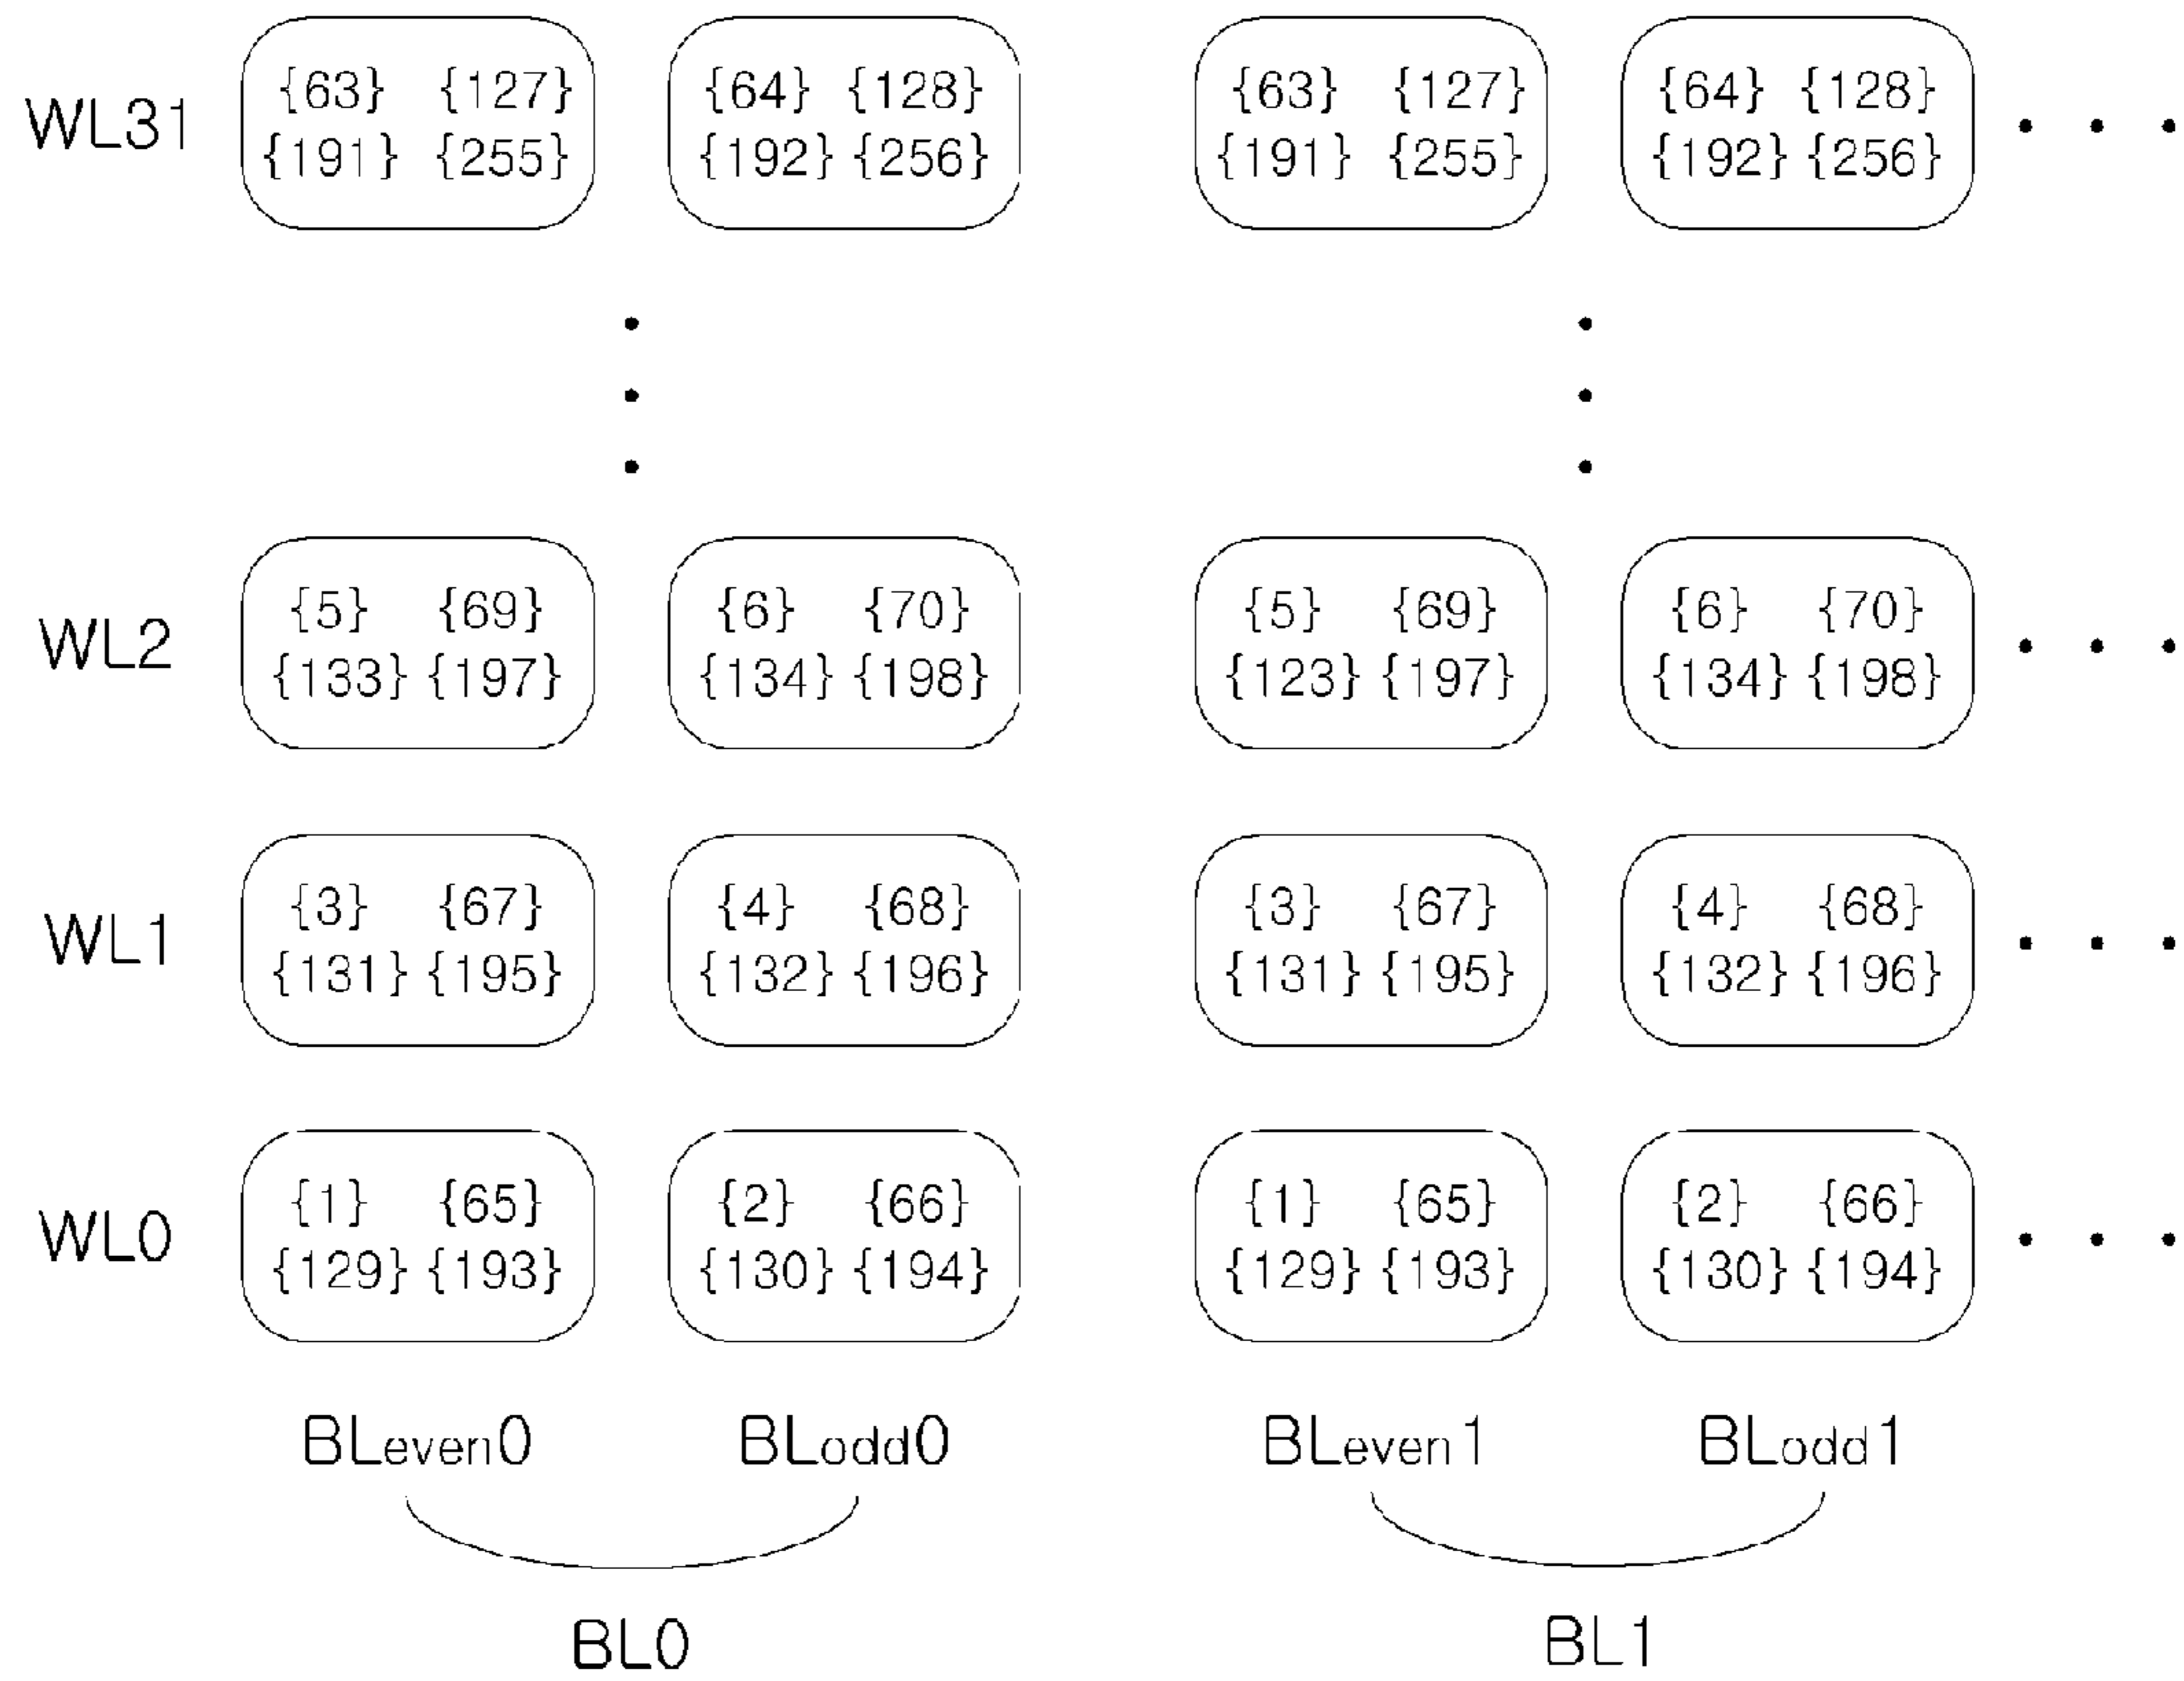 {63} {127} {64} {128} {63} {127} {64} {128}
WL31
{191} {255} {192} {256} {191} {255} {192} {256}
{5} {69} {6} {70} {5} {69} {6} {70}
WL2
{133} {197} {134} {198} {123} {197} {134} {198}
{3} {67} {4} {68} {3} {67} {4} {68}
WL1
{131} {195} {132} {196} {131} {195} {132} {196}
{1} {65} {2} {66} {1} {65} {2} {66}
WL0
{129} {193} {130} {194} {129} {193} {130} {194}
BLeven0 BLodd0 BLeven1 BLodd1
BL0 BL1